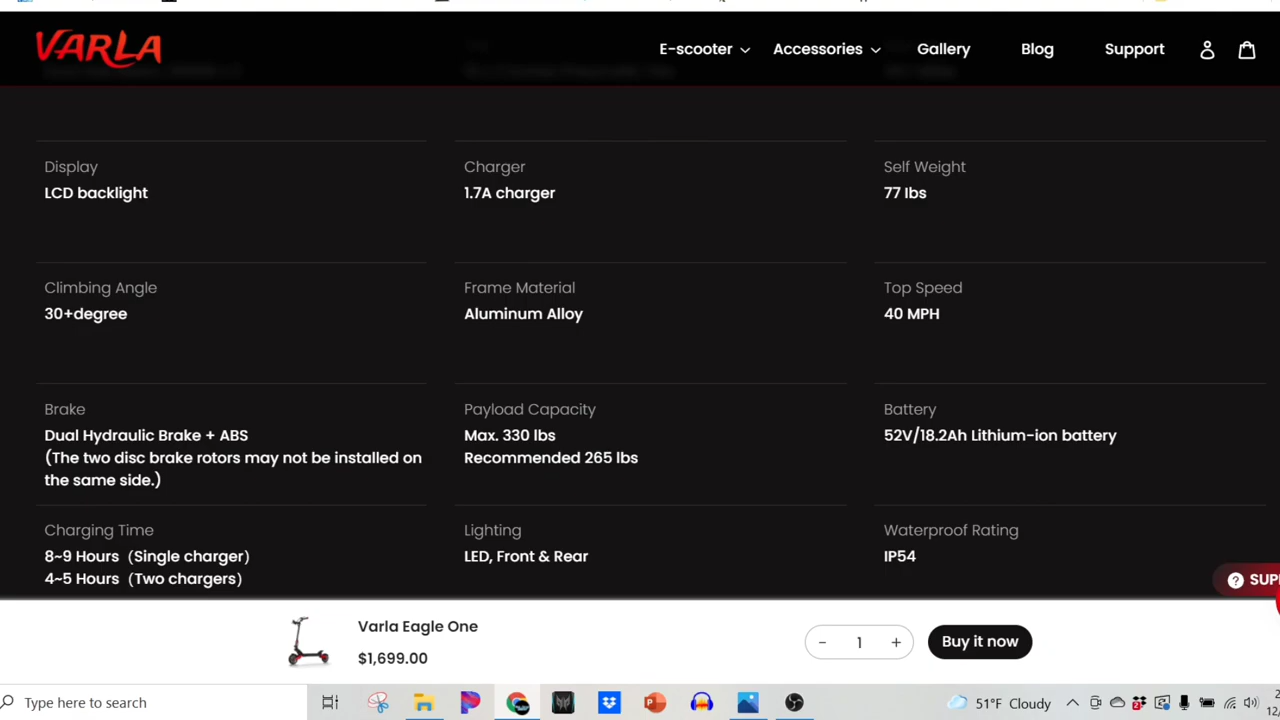 VARLA
E-scooter
Accessories
Gallery
Blog
Support
Display
LCD backlight
Charger
1.7A charger
Self Weight
77 lbs
Climbing Angle
30+degree
Frame Material
Aluminum Alloy
Top Speed
40 MPH
Brake
Dual Hydraulic Brake + ABS
(The two disc brake rotors may not be installed on
the same side.)
Payload Capacity
Max. 330 lbs
Recommended 265 lbs
Battery
52V/18.2Ah Lithium-ion battery
Charging Time
8~9 Hours（Single charger）
4~5 Hours（Two chargers）
Lighting
LED, Front & Rear
Waterproof Rating
IP54
? SUP
Varla Eagle One
$1,699.00
- 1 +
Buy it now
Type here to search
51°F Cloudy